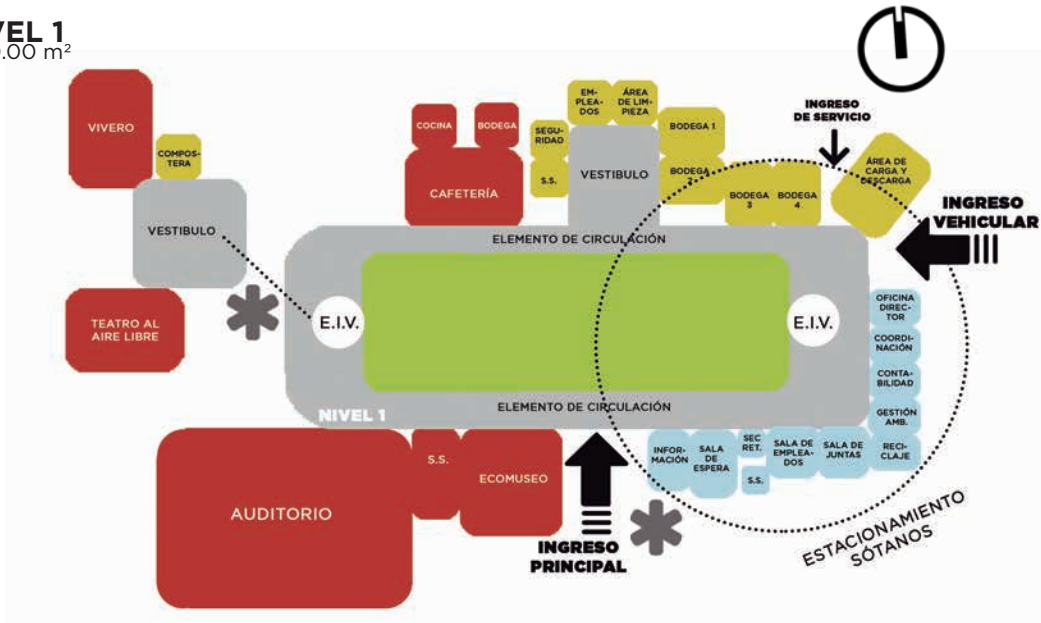 VEL 1
.00 m²
VIVERO
COMPOS-
TERA
VESTIBULO
TEATRO AL
AIRE LIBRE
COCINA
BODEGA
CAFETERÍA
SEGU-
RIDAD
S.S.
EM-
PLEA-
DOS
ÁREA
DE LIM-
PIEZA
VESTIBULO
BODEGA 1
BODEGA
2
BODEGA
3
BODEGA
4
INGRESO
DE SERVICIO
ÁREA DE
CARGA Y
DESCARGA
INGRESO
VEHICULAR
ELEMENTO DE CIRCULACIÓN
E.I.V.
E.I.V.
ELEMENTO DE CIRCULACIÓN
NIVEL 1
OFICINA
DIREC-
TOR
COORDI-
NACIÓN
CONTA-
BILIDAD
GESTIÓN
AMB.
RECI-
CLAJE
INFOR-
MACIÓN
SALA
DE
ESPERA
SEC
RET.
S.S.
SALA DE
EMPLEA-
DOS
SALA DE
JUNTAS
AUDITORIO
S.S.
ECOMUSEO
INGRESO
PRINCIPAL
ESTACIONAMIENTO
SÓTANOS